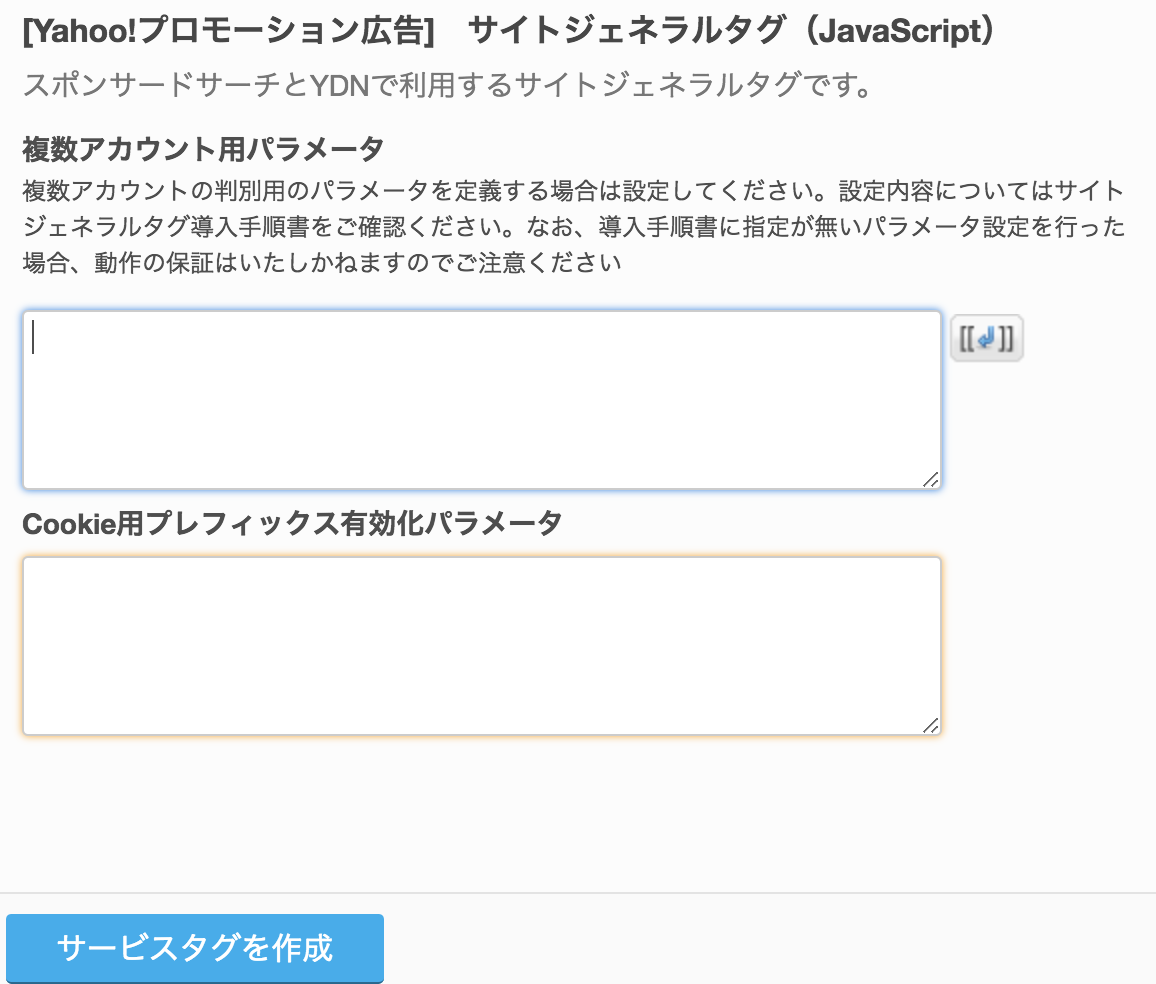 [Yahoo!プロモーション広告]　サイトジェネラルタグ（JavaScript）
スポンサードサーチとYDNで利用するサイトジェネラルタグです。
複数アカウント用パラメータ
複数アカウントの判別用のパラメータを定義する場合は設定してください。設定内容についてはサイト
ジェネラルタグ導入手順書をご確認ください。なお、導入手順書に指定が無いパラメータ設定を行った
場合、動作の保証はいたしかねますのでご注意ください
[[ ]]
Cookie用プレフィックス有効化パラメータ
サービスタグを作成